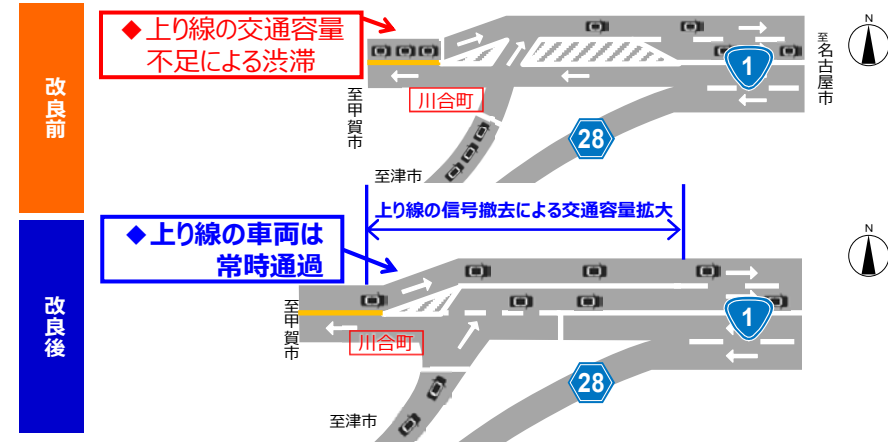 改良前
◆上り線の交通容量
不足による渋滞
N
至名古屋市
1
川合町
至甲賀市
28
至津市
上り線の信号撤去による交通容量拡大
改良後
◆上り線の車両は
常時通過
N
至甲賀市
1
川合町
28
至津市